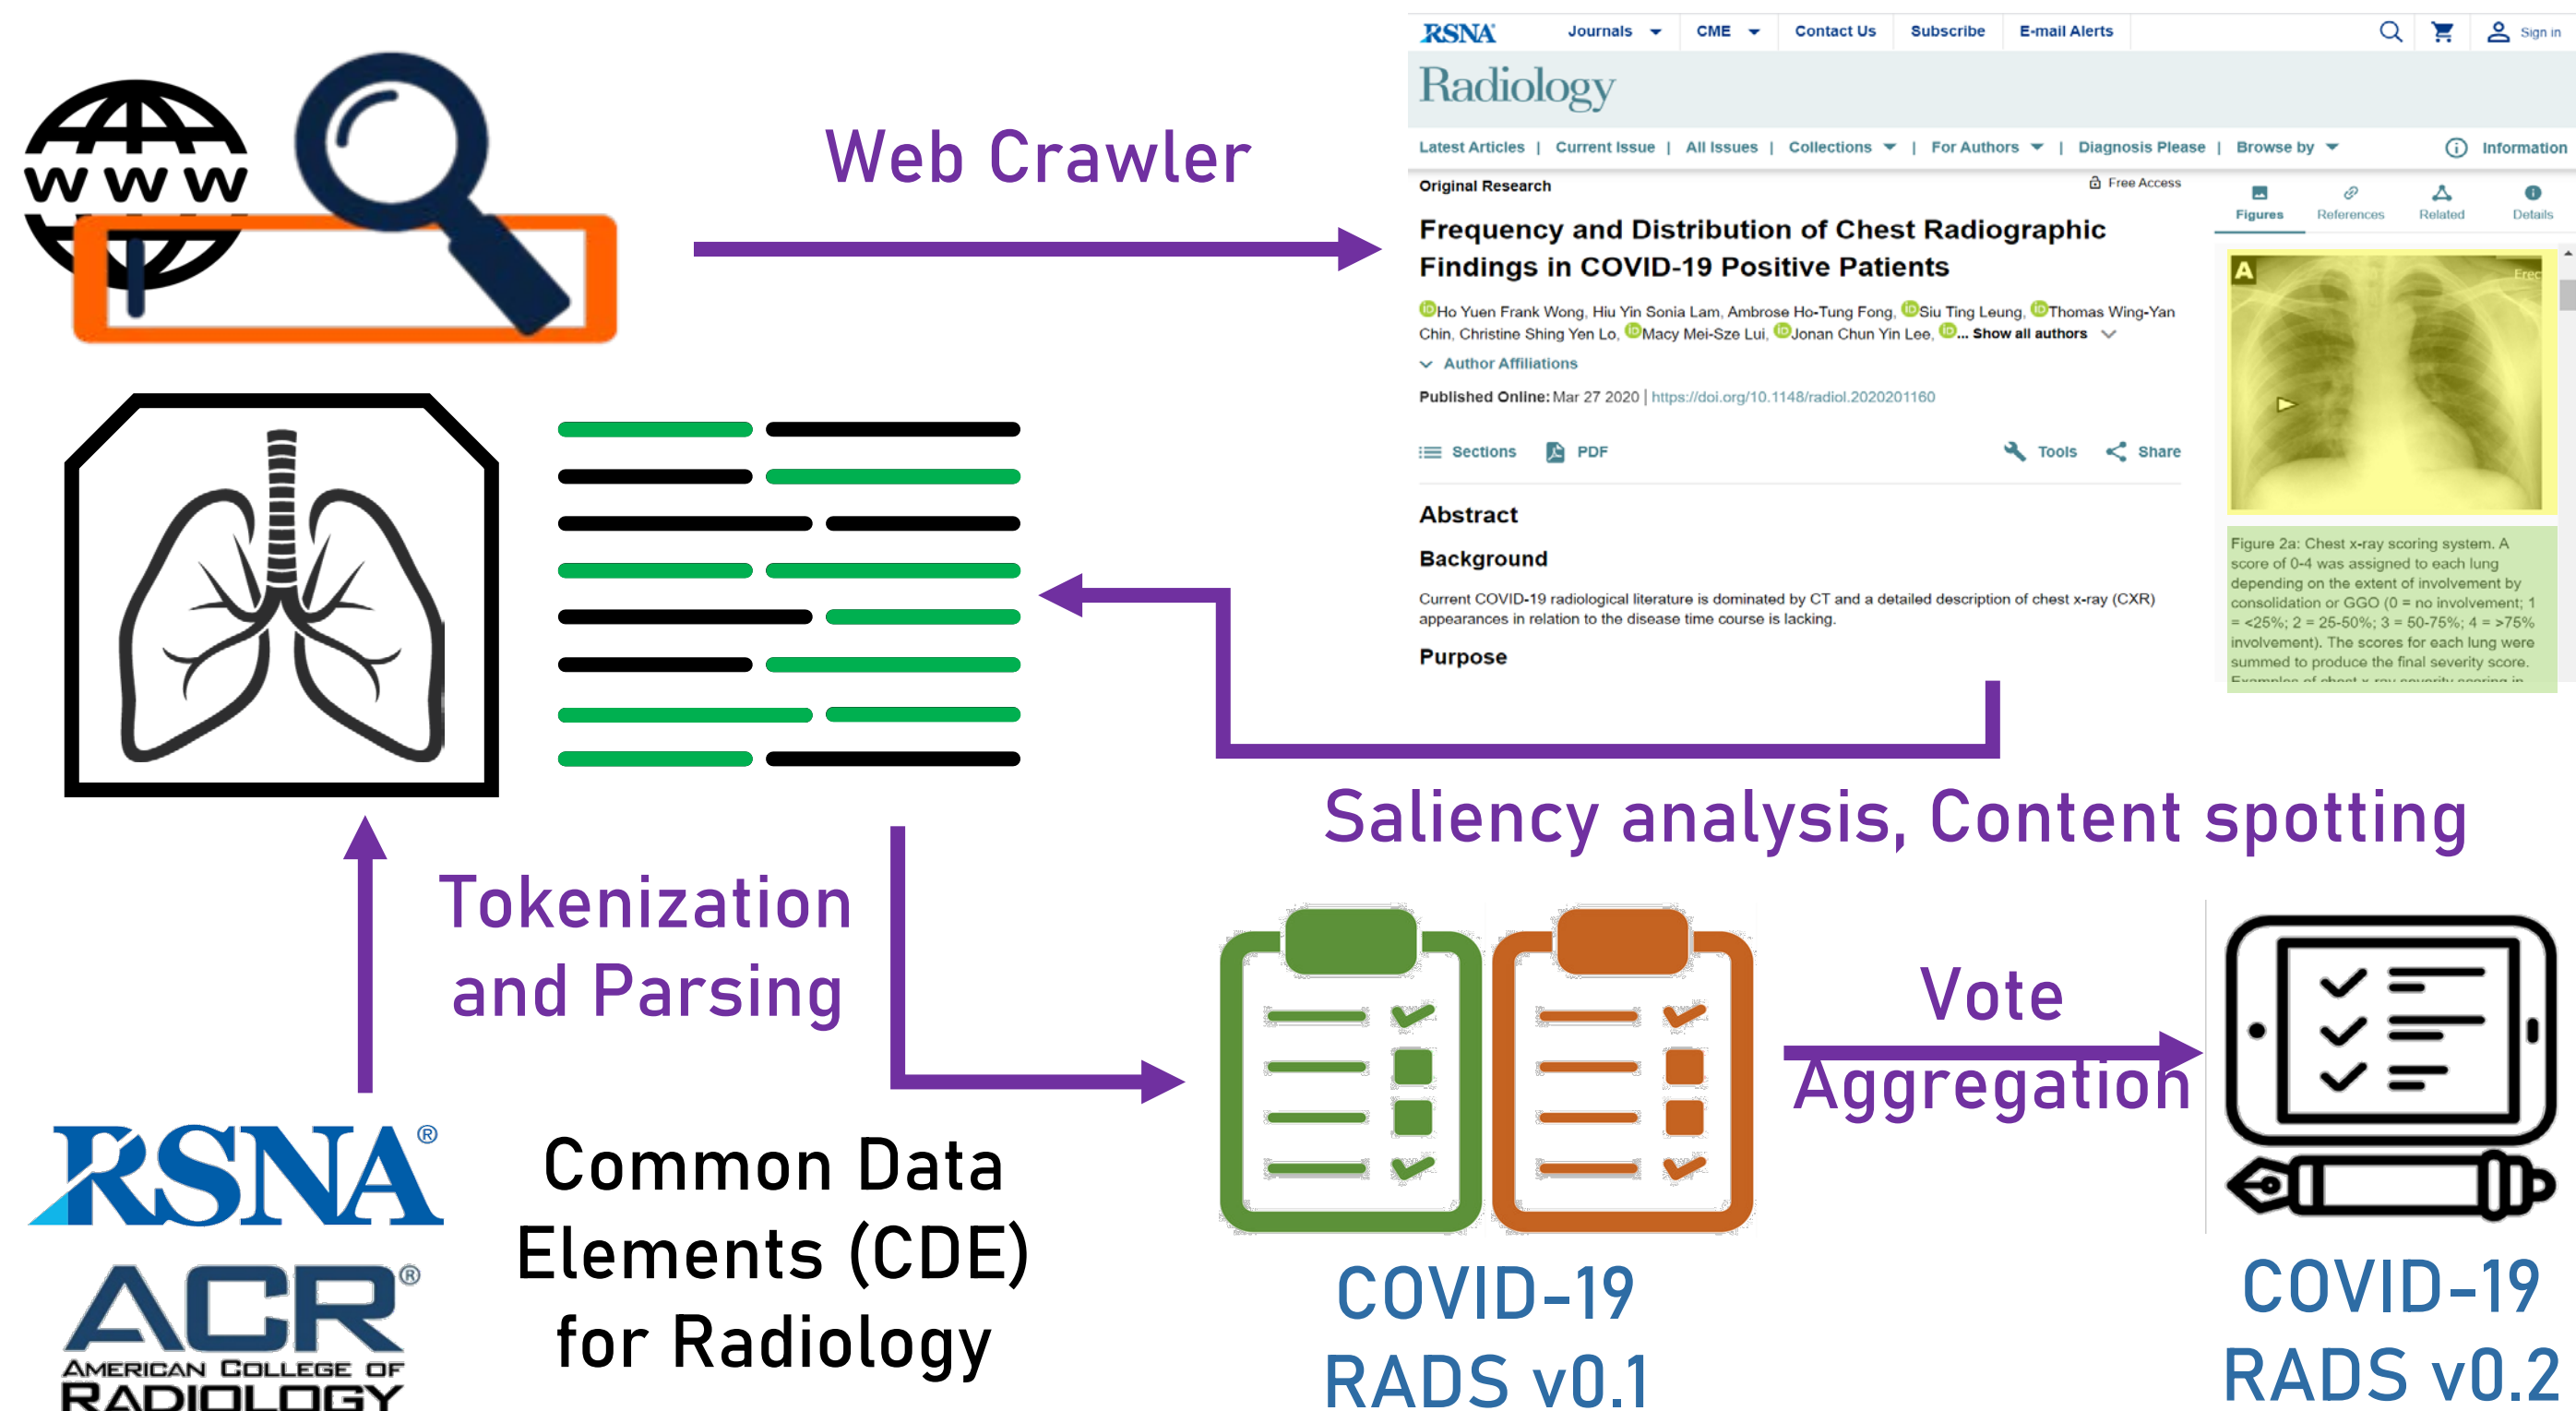 W W W
Web Crawler
RSNA
Journals
CME
Contact Us
Subscribe
E-mail Alerts
Sign in
Radiology
Latest Articles | Current Issue | All Issues | Collections | For Authors | Diagnosis Please | Browse by
Information
Original Research
Free Access
Figures
References
Related
Details
Frequency and Distribution of Chest Radiographic
Findings in COVID-19 Positive Patients
Ho Yuen Frank Wong, Hiu Yin Sonia Lam, Ambrose Ho-Tung Fong, Siu Ting Leung, Thomas Wing-Yan
Chin, Christine Shing Yen Lo, Macy Mei-Sze Lui, Jonan Chun Yin Lee, ... Show all authors
Author Affiliations
Published Online: Mar 27 2020 | https://doi.org/10.1148/radiol.2020201160
Sections
PDF
Tools
Share
Abstract
Background
Current COVID-19 radiological literature is dominated by CT and a detailed description of chest x-ray (CXR)
appearances in relation to the disease time course is lacking.
Purpose
A
Erec
Figure 2a: Chest x-ray scoring system. A
score of 0-4 was assigned to each lung
depending on the extent of involvement by
consolidation or GGO (0 = no involvement; 1
= <25%; 2 = 25-50%; 3 = 50-75%; 4 = >75%
involvement). The scores for each lung were
summed to produce the final severity score.
Examples of chest x-ray severity scoring in
Saliency analysis, Content spotting
Tokenization
and Parsing
RSNA®
ACR®
AMERICAN COLLEGE OF
RADIOLOGY
Common Data
Elements (CDE)
for Radiology
Vote
Aggregation
COVID-19
RADS v0.1
COVID-19
RADS v0.2